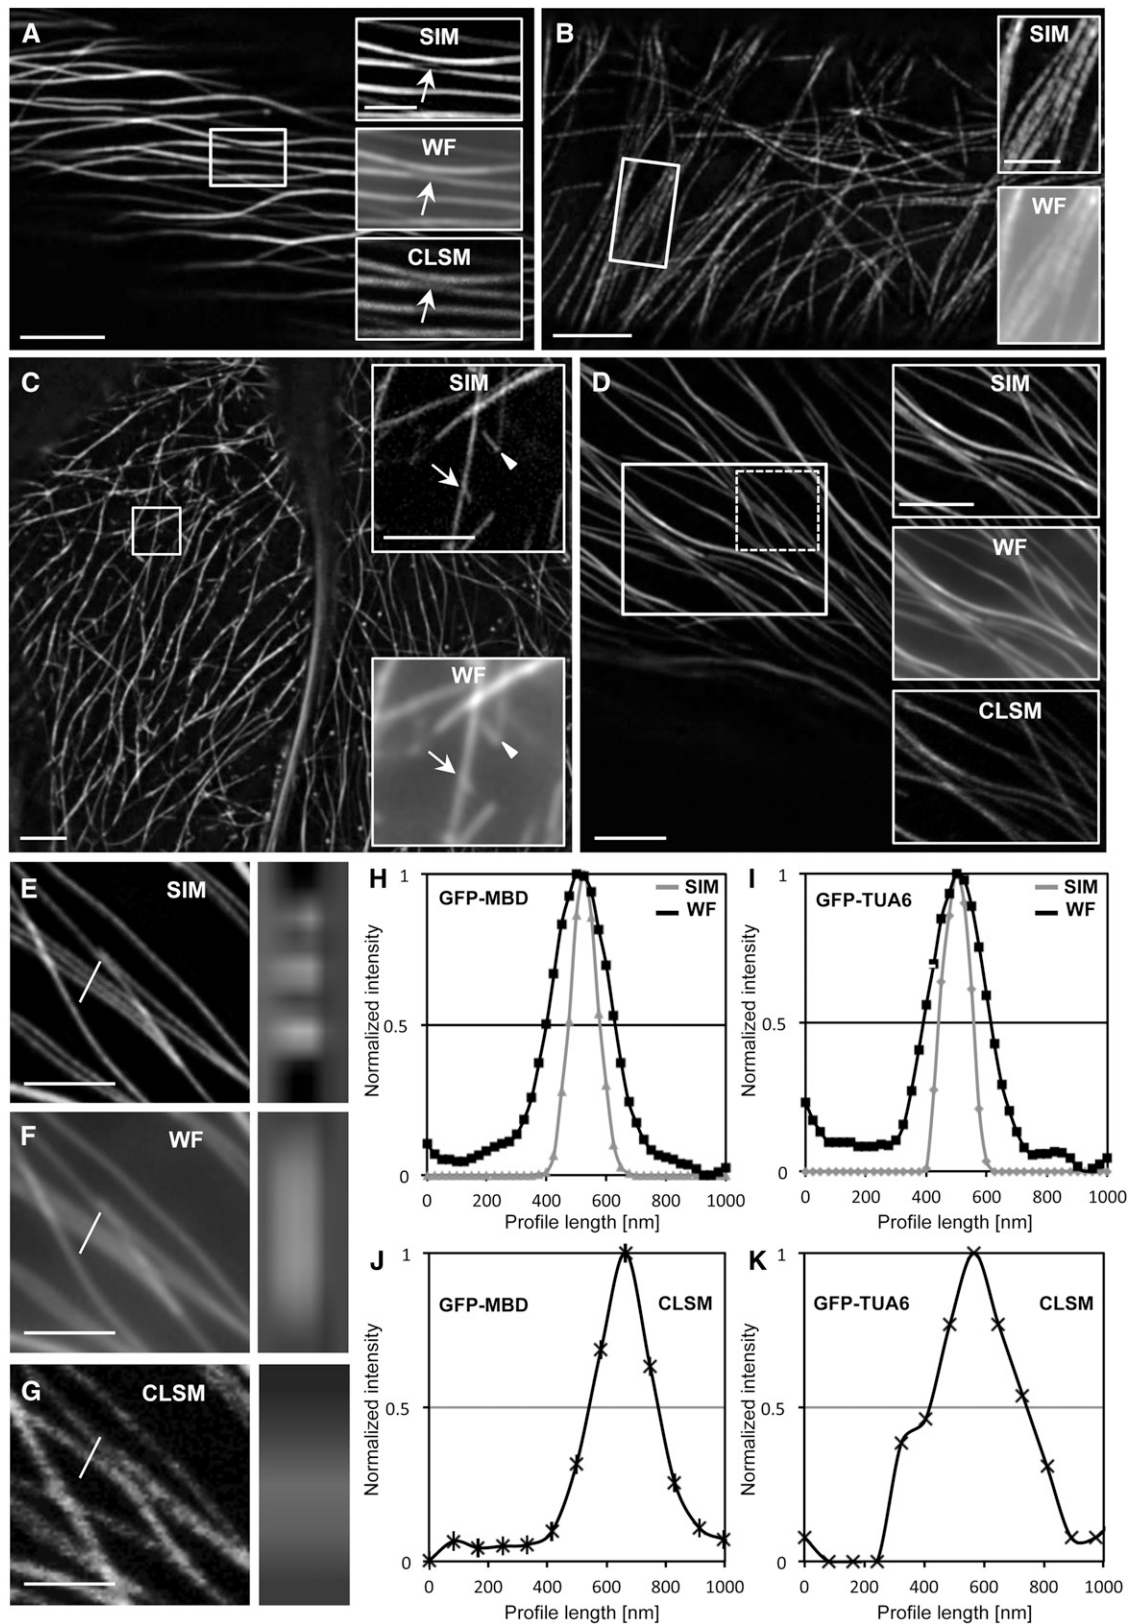 A
SIM
WF
CLSM
B
SIM
WF
C
SIM
WF
D
SIM
WF
CLSM
E
SIM
F
WF
G
CLSM
H
GFP-MBD
SIM
WF
Normalized intensity
1
0.5
0
0 200 400 600 800 1000
Profile length [nm]
I
GFP-TUA6
SIM
WF
Normalized intensity
1
0.5
0
0 200 400 600 800 1000
Profile length [nm]
J
GFP-MBD
CLSM
Normalized intensity
1
0.5
0
0 200 400 600 800 1000
Profile length [nm]
K
GFP-TUA6
CLSM
Normalized intensity
1
0.5
0
0 200 400 600 800 1000
Profile length [nm]